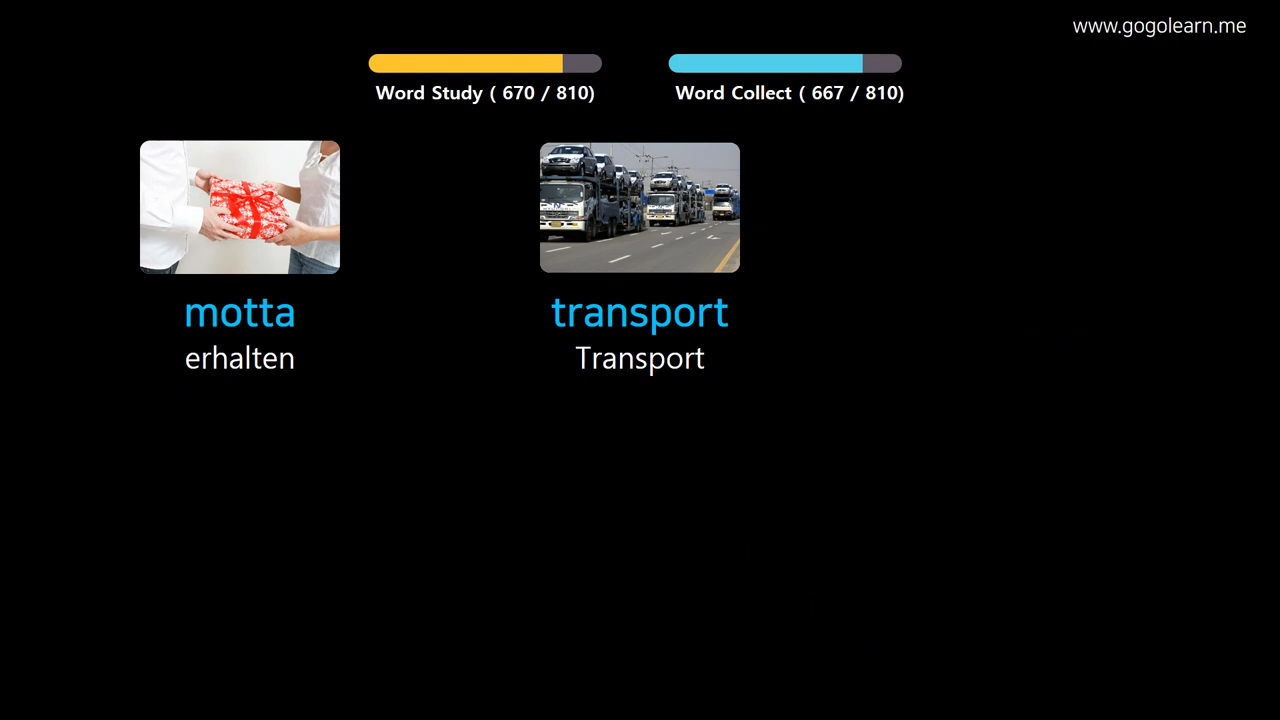 www.gogolearn.me
Word Study ( 670 / 810)
Word Collect ( 667 / 810)
motta
erhalten
transport
Transport